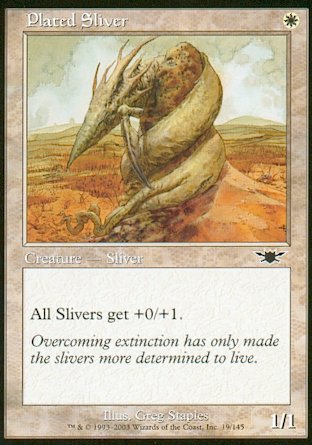 Plated Sliver
Creature — Sliver
All Slivers get +0/+1.
Overcoming extinction has only made
the slivers more determined to live.
1/1
Illus. Greg Staples
™ & © 1993-2003 Wizards of the Coast, Inc. 19/145